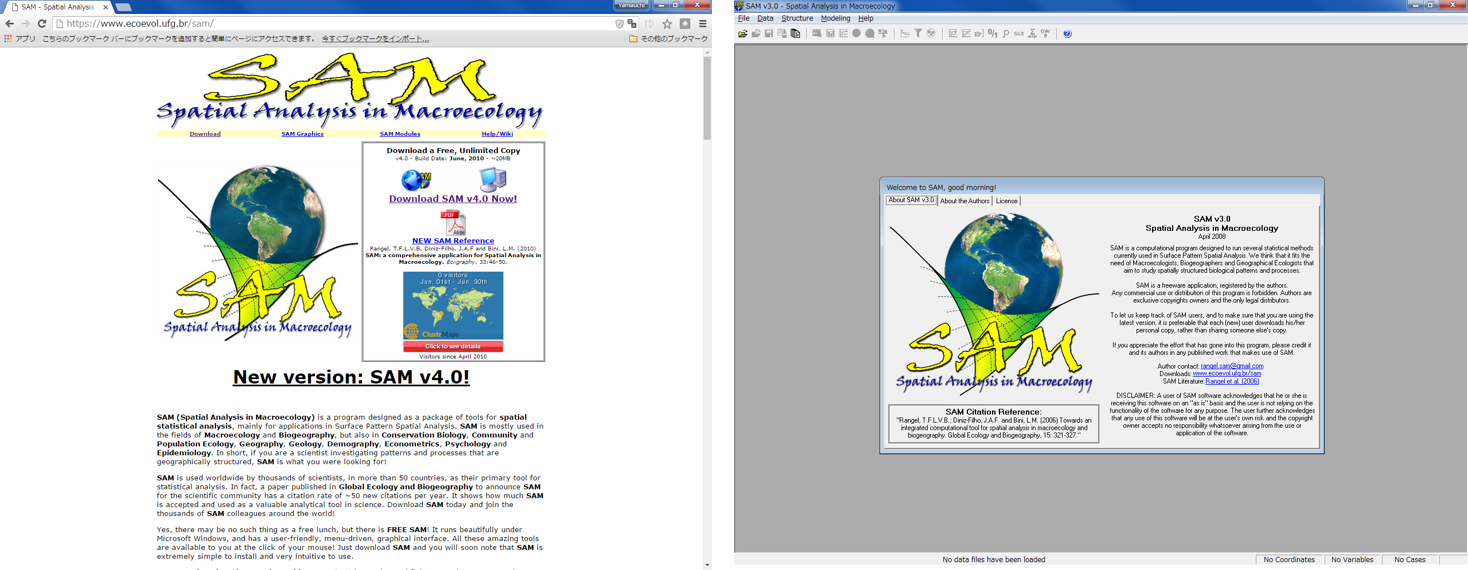 SAM - Spatial Analysis
Yamauchi
https://www.ecoevol.ufg.br/sam/
アプリ こちらのブックマーク バーにブックマークを追加すると簡単にページにアクセスできます。 今すぐブックマークをインポート... その他のブックマーク
SAM
Spatial Analysis in Macroecology
Download SAM Graphics SAM Modules Help/Wiki
SAM
Spatial Analysis in Macroecology
Download a Free, Unlimited Copy
v4.0 - Build Date: June, 2010 - ~20MB
SAM
Download SAM v4.0 Now!
PDF
Adobe
NEW SAM Reference
Rangel, T.F.L.V.B, Diniz-Filho, J.A.F and Bini, L.M. (2010)
SAM: a comprehensive application for Spatial Analysis in
Macroecology. Ecography, 33:46-50.
0 visitors
Jan. 01st - Jun. 30th
ClustrMaps
Click to see details
Visitors since April 2010
New version: SAM v4.0!
SAM (Spatial Analysis in Macroecology) is a program designed as a package of tools for spatial
statistical analysis, mainly for applications in Surface Pattern Spatial Analysis. SAM is mostly used in
the fields of Macroecology and Biogeography, but also in Conservation Biology, Community and
Population Ecology, Geography, Geology, Demography, Econometrics, Psychology and
Epidemiology. In short, if you are a scientist investigating patterns and processes that are
geographically structured, SAM is what you were looking for!
SAM is used worldwide by thousands of scientists, in more than 50 countries, as their primary tool for
statistical analysis. In fact, a paper published in Global Ecology and Biogeography to announce SAM
for the scientific community has a citation rate of ~50 new citations per year. It shows how much SAM
is accepted and used as a valuable analytical tool in science. Download SAM today and join the
thousands of SAM colleagues around the world!
Yes, there may be no such thing as a free lunch, but there is FREE SAM! It runs beautifully under
Microsoft Windows, and has a user-friendly, menu-driven, graphical interface. All these amazing tools
are available to you at the click of your mouse! Just download SAM and you will soon note that SAM is
extremely simple to install and very intuitive to use.
SAM v3.0 - Spatial Analysis in Macroecology
File Data Structure Modeling Help
Welcome to SAM, good morning!
About SAM v3.0 About the Authors License
SAM
Spatial Analysis in Macroecology
SAM Citation Reference:
"Rangel, T.F.L.V.B.; Diniz-Filho, J.A.F. and Bini, L.M. (2006) Towards an
integrated computational tool for spatial analysis in macroecology and
biogeography. Global Ecology and Biogeography, 15: 321-327."
SAM v3.0
Spatial Analysis in Macroecology
April 2008
SAM is a computational program designed to run several statistical methods
currently used in Surface Pattern Spatial Analysis. We think that it fits the
need of Macroecologists, Biogeographers and Geographical Ecologists that
aim to study spatially structured biological patterns and processes.
SAM is a freeware application, registered by the authors.
Any commercial use or distribution of this program is forbidden. Authors are
exclusive copyrights owners and the only legal distributors.
To let us keep track of SAM users, and to make sure that you are using the
latest version, it is preferable that each (new) user downloads his/her
personal copy, rather than sharing someone else's copy.
If you appreciate the effort that has gone into this program, please credit it
and its authors in any published work that makes use of SAM.
Author contact: rangel.sam@gmail.com
Downloads: www.ecoevol.ufg.br/sam
SAM Literature: Rangel et al. (2006)
DISCLAIMER: A user of SAM software acknowledges that he or she is
receiving this software on an "as is" basis and the user is not relying on the
functionality of the software for any purpose. The user further acknowledges
that any use of this software will be at the user's own risk and the copyright
owner accepts no responsibility whatsoever arising from the use or
application of the software.
No data files have been loaded No Coordinates No Variables No Cases